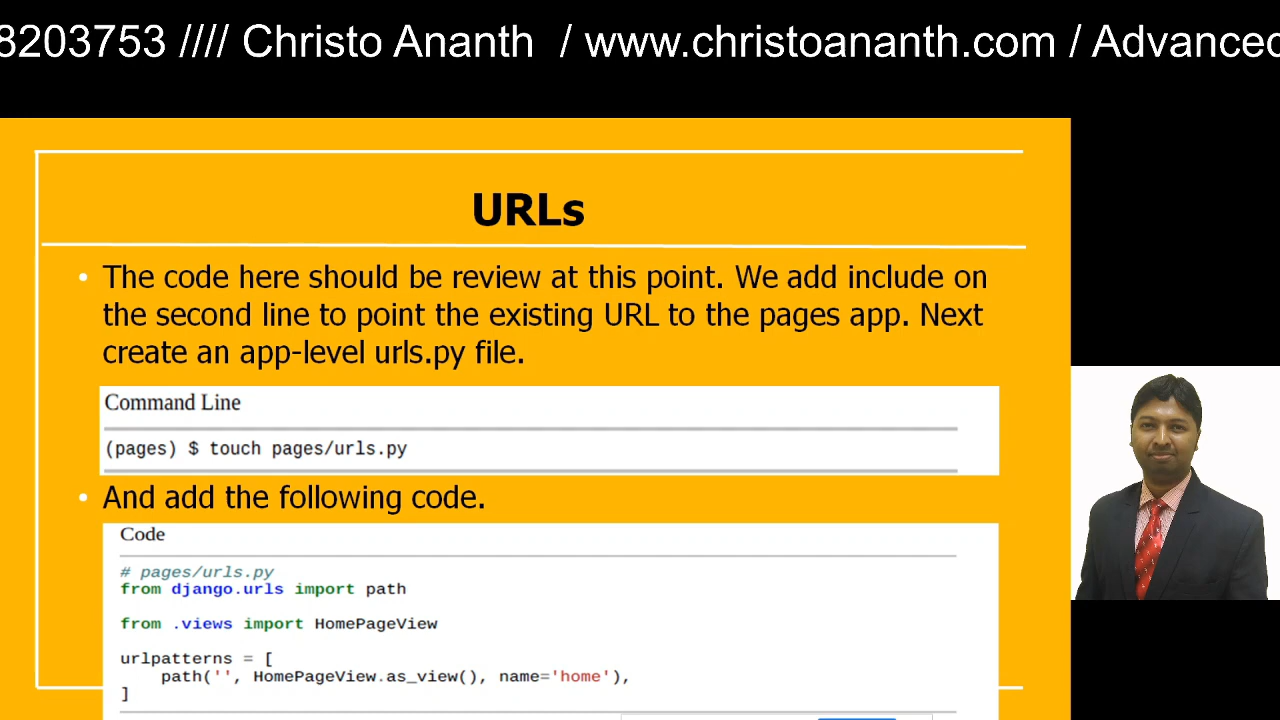 8203753 //// Christo Ananth / www.christoananth.com / Advanced
URLs
• The code here should be review at this point. We add include on
the second line to point the existing URL to the pages app. Next
create an app-level urls.py file.
Command Line
(pages) $ touch pages/urls.py
• And add the following code.
Code
# pages/urls.py
from django.urls import path
from .views import HomePageView
urlpatterns = [
path('', HomePageView.as_view(), name='home'),
]